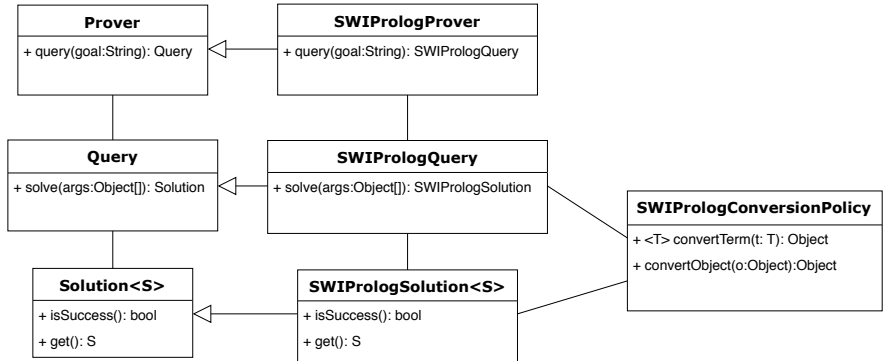 Prover
+ query(goal:String): Query
SWIPrologProver
+ query(goal:String): SWIPrologQuery
Query
+ solve(args:Object[]): Solution
SWIPrologQuery
+ solve(args:Object[]): SWIPrologSolution
SWIPrologConversionPolicy
+ <T> convertTerm(t: T): Object
+ convertObject(o:Object):Object
Solution<S>
+ isSuccess(): bool
+ get(): S
SWIPrologSolution<S>
+ isSuccess(): bool
+ get(): S